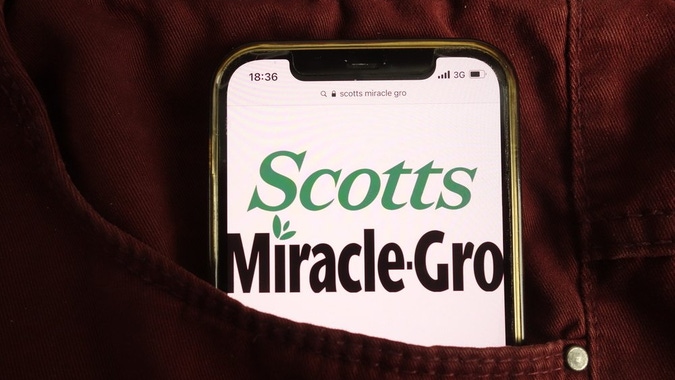 18:36 3G
scotts miracle gro
Scotts
Miracle-Gro